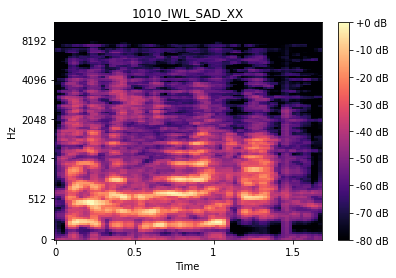 1010_IWL_SAD_XX
8192
4096
2048
1024
512
0
Hz
0
0.5
1
1.5
Time
+0 dB
-10 dB
-20 dB
-30 dB
-40 dB
-50 dB
-60 dB
-70 dB
-80 dB